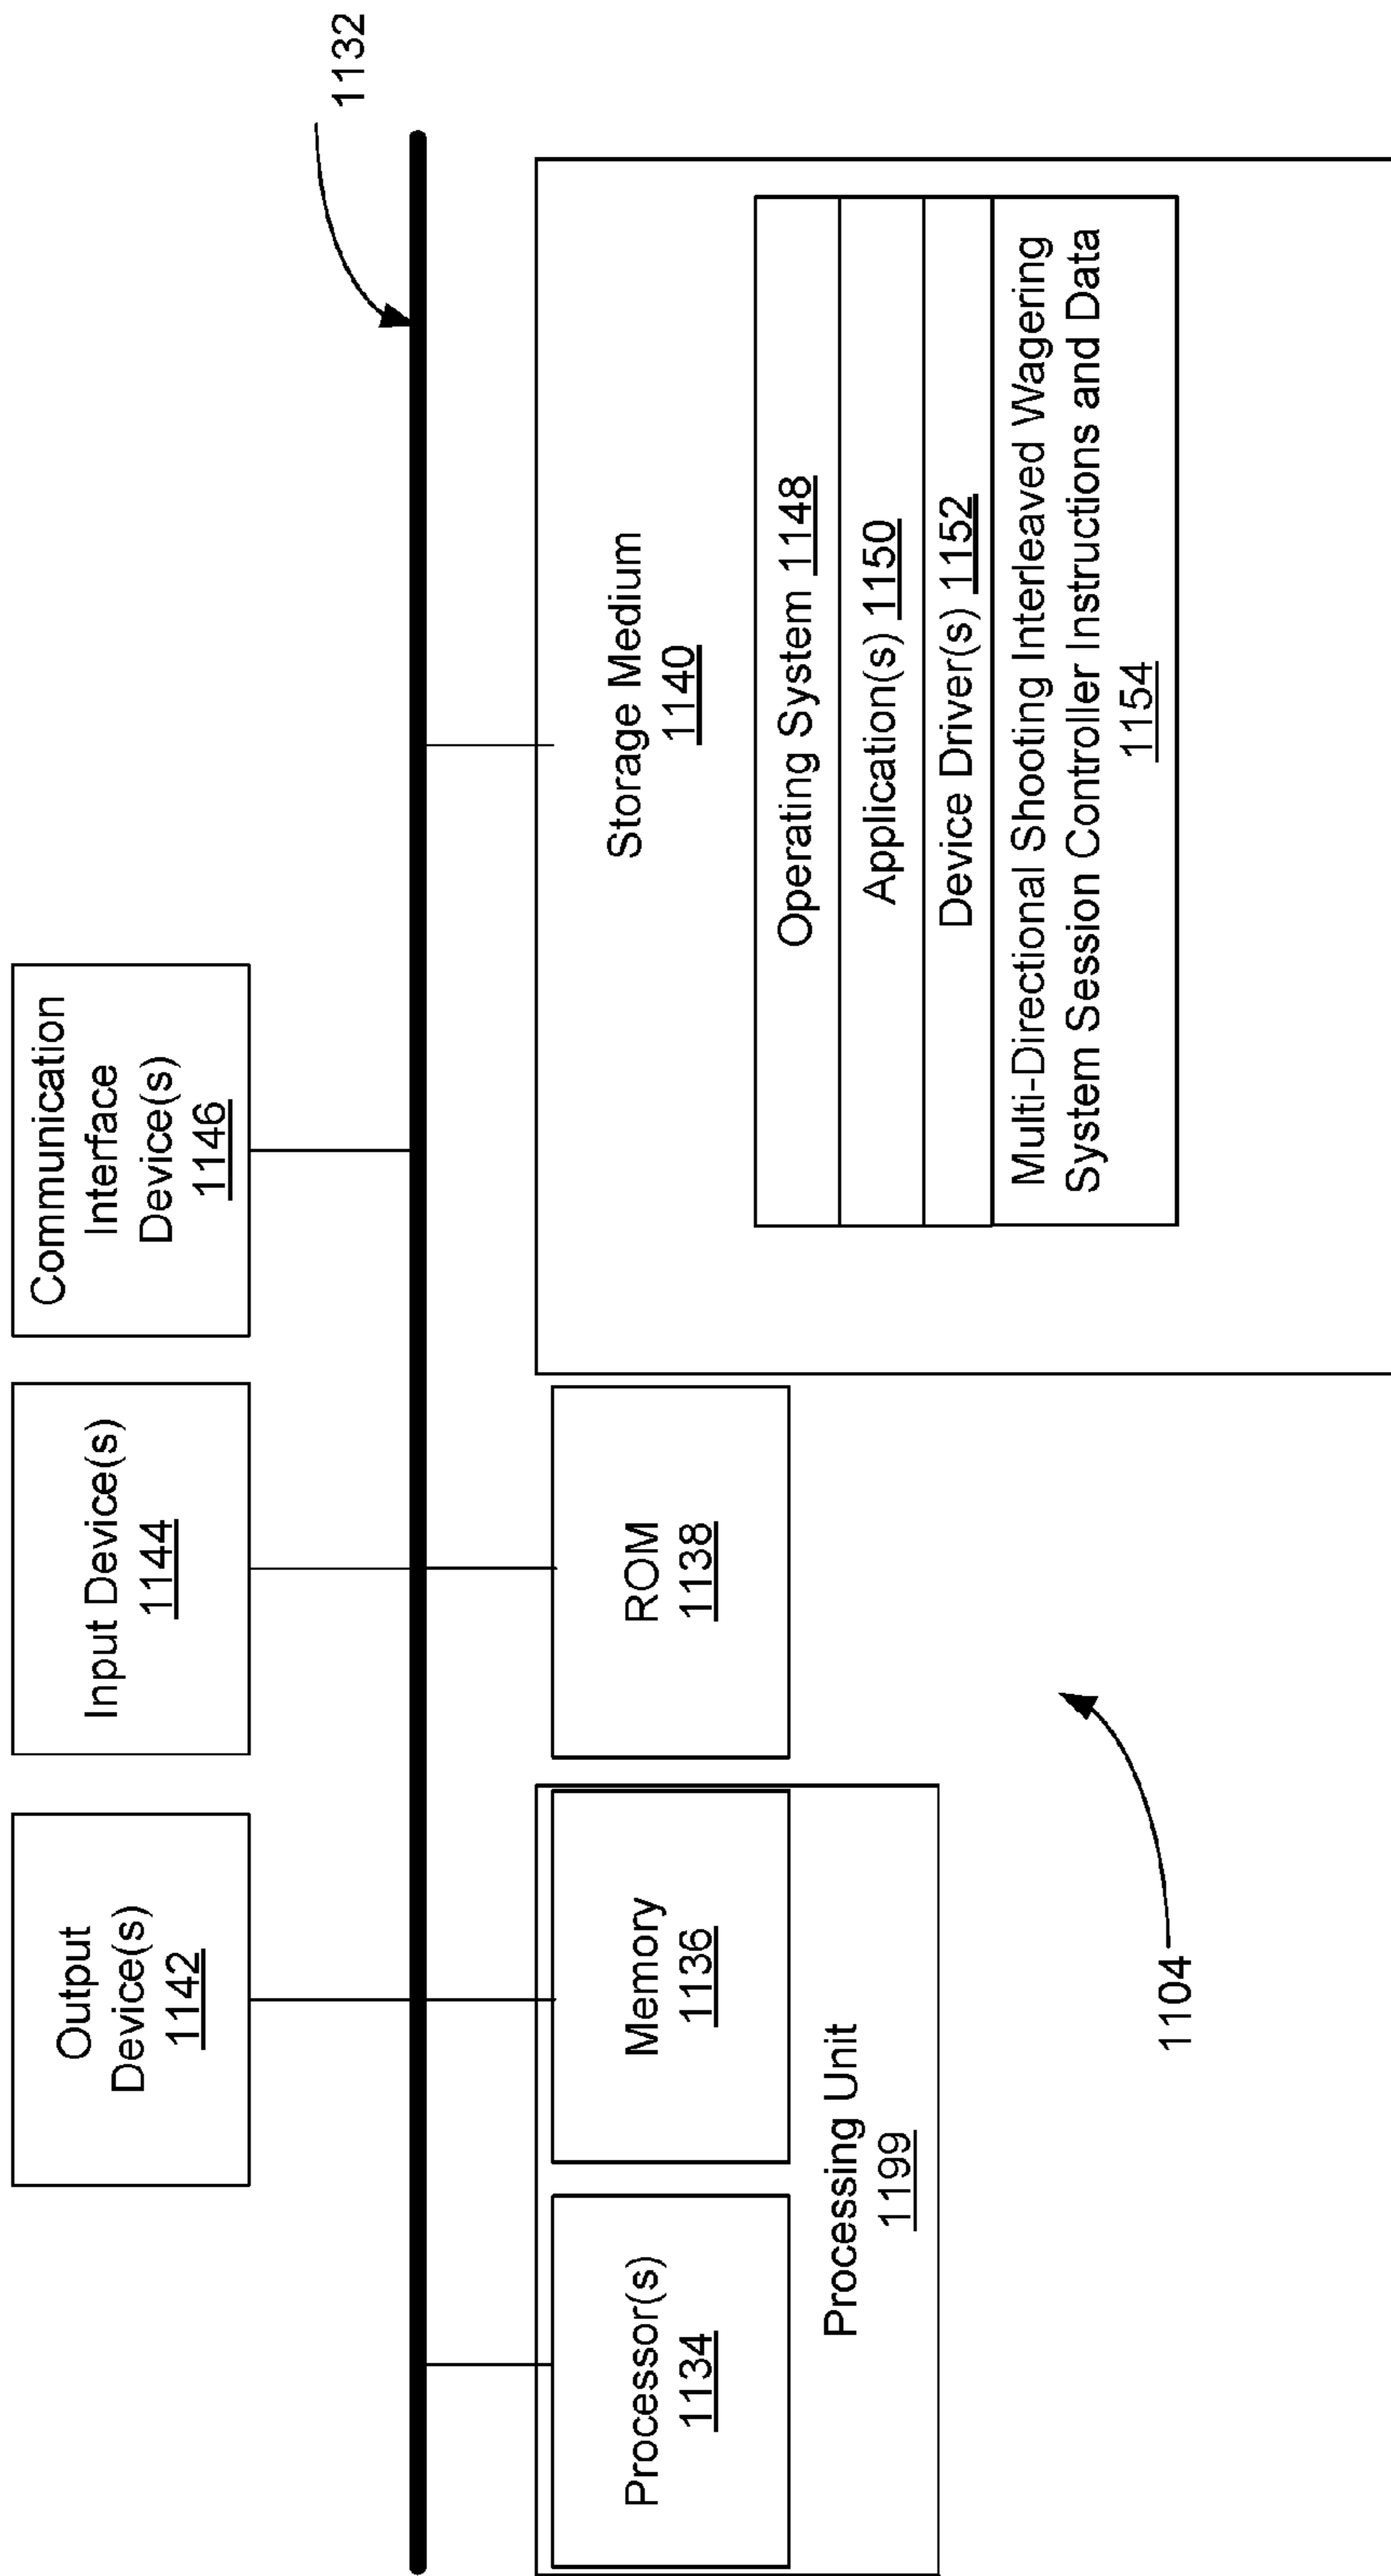 1132
Output
Device(s)
1142
Input Device(s)
1144
Communication
Interface
Device(s)
1146
Processor(s)
1134
Memory
1136
Processing Unit
1199
ROM
1138
Storage Medium
1140
Operating System 1148
Application(s) 1150
Device Driver(s) 1152
Multi-Directional Shooting Interleaved Wagering
System Session Controller Instructions and Data
1154
1104